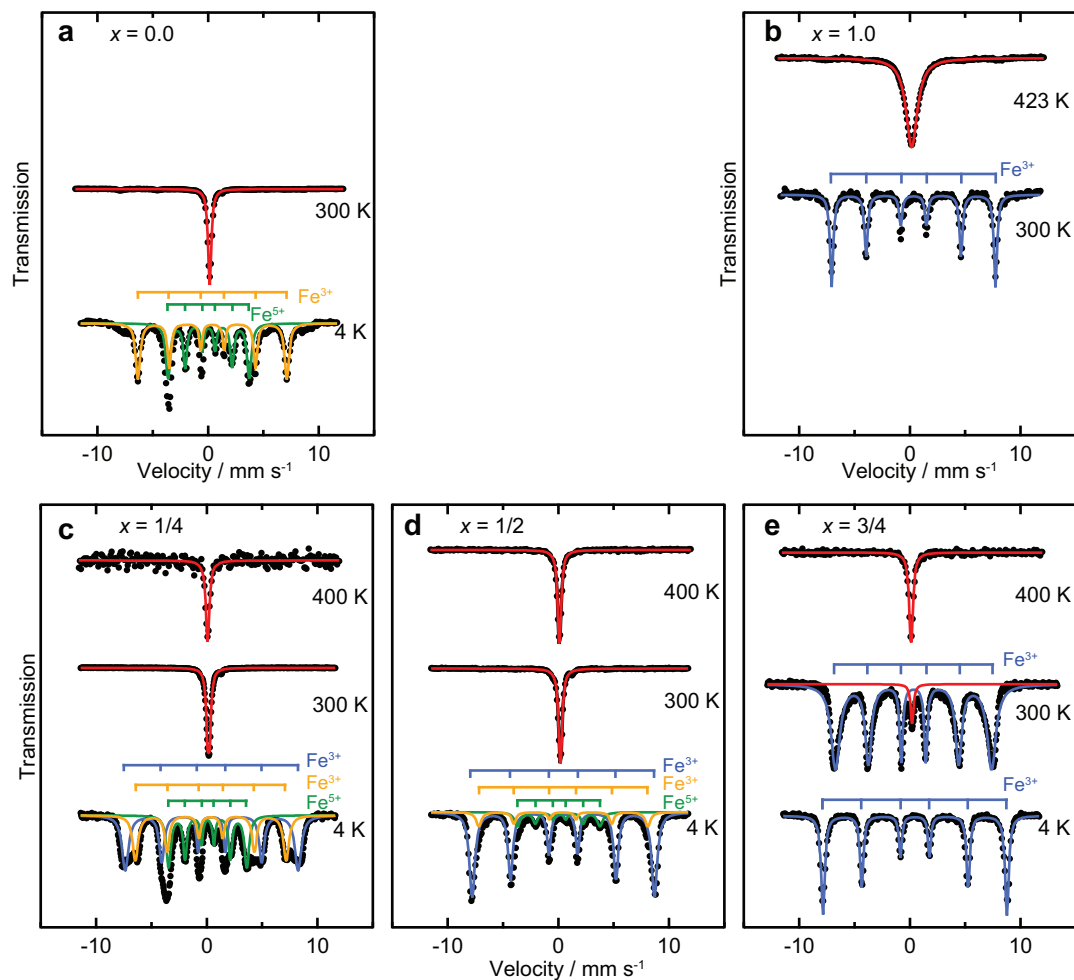 a x = 0.0
Transmission
300 K
Fe³⁺
Fe⁵⁺
4 K
-10 0 10
Velocity / mm s⁻¹
b x = 1.0
Transmission
423 K
Fe³⁺
300 K
-10 0 10
Velocity / mm s⁻¹
c x = 1/4
Transmission
400 K
300 K
Fe³⁺
Fe³⁺
Fe⁵⁺
4 K
-10 0 10
d x = 1/2
400 K
300 K
Fe³⁺
Fe³⁺
Fe⁵⁺
4 K
-10 0 10
Velocity / mm s⁻¹
e x = 3/4
400 K
Fe³⁺
300 K
Fe³⁺
4 K
-10 0 10